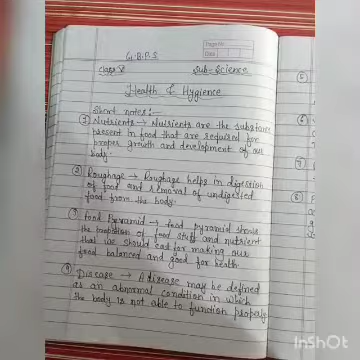 G.B.P.S
Page No.
Date
Class V Sub- Science
Health & Hygiene
Short notes:-
① Nutrients → Nutrients are the substance
present in food that are required for
proper growth and development of our
body.
② Roughage → Roughage helps in digestion
of food and removal of undigested
food from the body.
③ Food Pyramid → food pyramid shows
the proportion of food stuff and nutrient
that we should eat for making our
food balanced and good for health
④ Disease → A disease may be defined
as an abnormal condition in which
the body is not able to function properly
⑤
⑥
⑦
⑧
InShOt